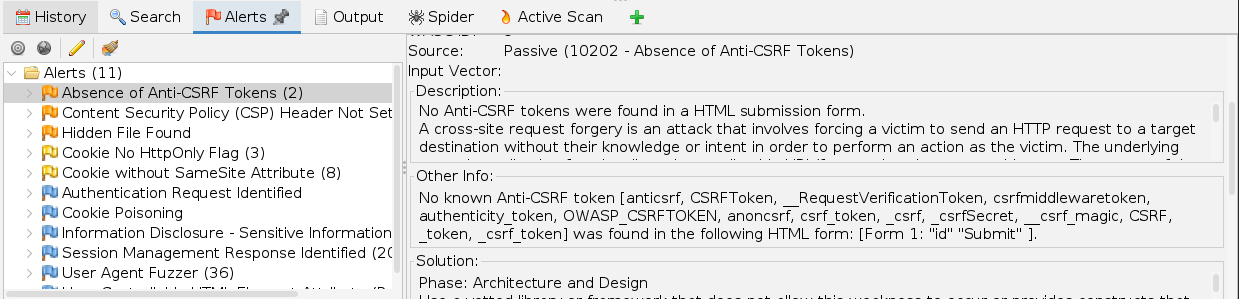 History Search Alerts Output Spider Active Scan
Alerts (11)
Absence of Anti-CSRF Tokens (2)
Content Security Policy (CSP) Header Not Set
Hidden File Found
Cookie No HttpOnly Flag (3)
Cookie without SameSite Attribute (8)
Authentication Request Identified
Cookie Poisoning
Information Disclosure - Sensitive Information
Session Management Response Identified (20
User Agent Fuzzer (36)
Source: Passive (10202 - Absence of Anti-CSRF Tokens)
Input Vector:
Description:
No Anti-CSRF tokens were found in a HTML submission form.
A cross-site request forgery is an attack that involves forcing a victim to send an HTTP request to a target
destination without their knowledge or intent in order to perform an action as the victim. The underlying
Other Info:
No known Anti-CSRF token [anticsrf, CSRFToken, __RequestVerificationToken, csrfmiddlewaretoken,
authenticity_token, OWASP_CSRFTOKEN, anoncsrf, csrf_token, _csrf, _csrfSecret, __csrf_magic, CSRF,
_token, _csrf_token] was found in the following HTML form: [Form 1: "id" "Submit" ].
Solution:
Phase: Architecture and Design